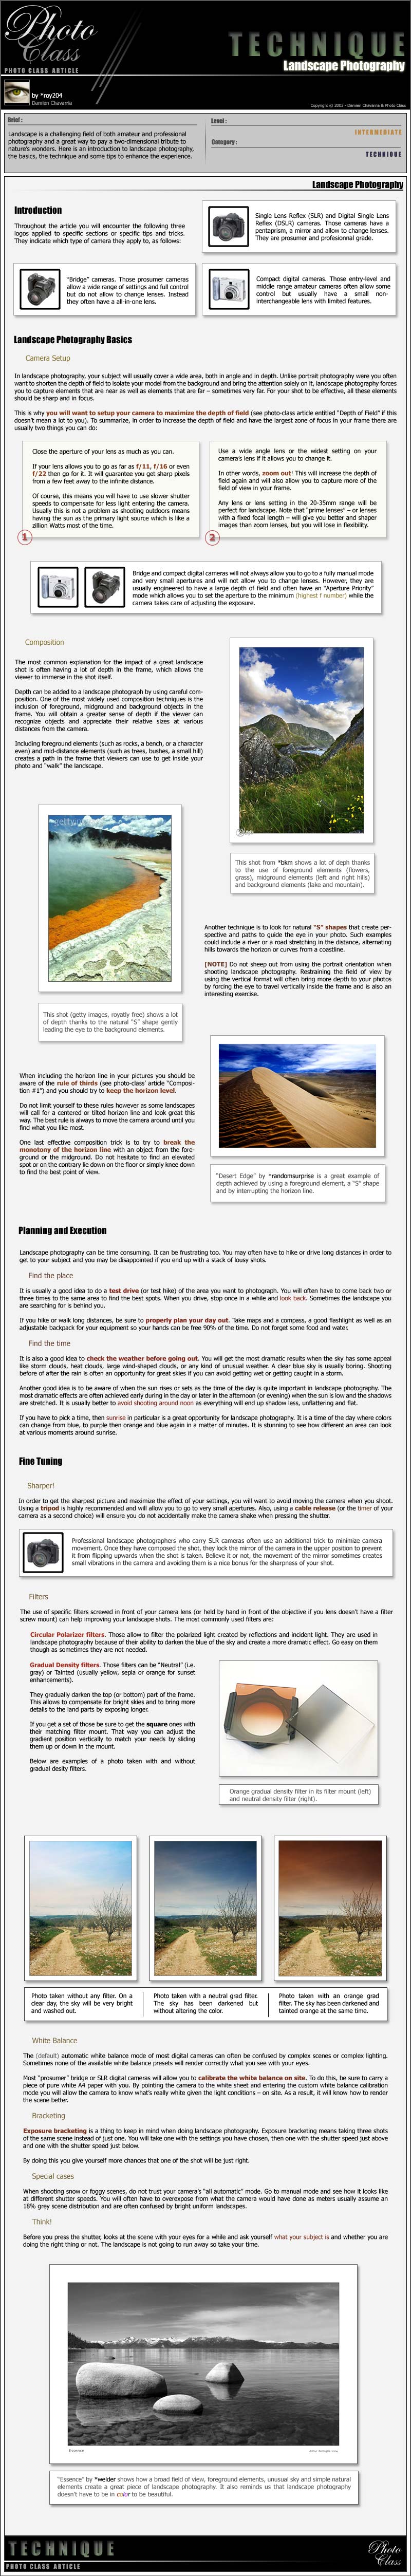 Photo
Class
PHOTO CLASS ARTICLE
TECHNIQUE
Landscape Photography
by *roy204
Damien Chavarria
Copyright © 2003 - Damien Chavarria & Photo Class
Brief :
Landscape is a challenging field of both amateur and professional
photography and a great way to pay a two-dimensional tribute to
nature's wonders. Here is an introduction to landscape photography,
the basics, the technique and some tips to enhance the experience.
Level :
INTERMEDIATE
Category :
TECHNIQUE
Landscape Photography
Introduction
Throughout the article you will encounter the following three
logos applied to specific sections or specific tips and tricks.
They indicate which type of camera they apply to, as follows:
Single Lens Reflex (SLR) and Digital Single Lens
Reflex (DSLR) cameras. Those cameras have a
pentaprism, a mirror and allow to change lenses.
They are prosumer and profesionnal grade.
"Bridge" cameras. Those prosumer cameras
allow a wide range of settings and full control
but do not allow to change lenses. Instead
they often have a all-in-one lens.
Compact digital cameras. Those entry-level and
middle range amateur cameras often allow some
control but usually have a small non-
interchangeable lens with limited features.
Landscape Photography Basics
Camera Setup
In landscape photography, your subject will usually cover a wide area, both in angle and in depth. Unlike portrait photography were you often
want to shorten the depth of field to isolate your model from the background and bring the attention solely on it, landscape photography forces
you to capture elements that are near as well as elements that are far – sometimes very far. For your shot to be effective, all these elements
should be sharp and in focus.
This is why you will want to setup your camera to maximize the depth of field (see photo-class article entitled "Depth of Field" if this
doesn't mean a lot to you). To summarize, in order to increase the depth of field and have the largest zone of focus in your frame there are
usually two things you can do:
Close the aperture of your lens as much as you can.
If your lens allows you to go as far as f/11, f/16 or even
f/22 then go for it. It will guarantee you get sharp pixels
from a few feet away to the infinite distance.
Of course, this means you will have to use slower shutter
speeds to compensate for less light entering the camera.
Usually this is not a problem as shooting outdoors means
having the sun as the primary light source which is like a
zillion Watts most of the time.
1
Use a wide angle lens or the widest setting on your
camera's lens if it allows you to change it.
In other words, zoom out! This will increase the depth of
field again and will also allow you to capture more of the
field of view in your frame.
Any lens or lens setting in the 20-35mm range will be
perfect for landscape. Note that "prime lenses" – or lenses
with a fixed focal length – will give you better and shaper
images than zoom lenses, but you will lose in flexibility.
2
Bridge and compact digital cameras will not always allow you to go to a fully manual mode
and very small apertures and will not allow you to change lenses. However, they are
usually engineered to have a large depth of field and often have an "Aperture Priority"
mode which allows you to set the aperture to the minimum (highest f number) while the
camera takes care of adjusting the exposure.
Composition
The most common explanation for the impact of a great landscape
shot is often having a lot of depth in the frame, which allows the
viewer to immerse in the shot itself.
Depth can be added to a landscape photograph by using careful com-
position. One of the most widely used composition techniques is the
inclusion of foreground, midground and background objects in the
frame. You will obtain a greater sense of depth if the viewer can
recognize objects and appreciate their relative sizes at various
distances from the camera.
Including foreground elements (such as rocks, a bench, or a character
even) and mid-distance elements (such as trees, bushes, a small hill)
creates a path in the frame that viewers can use to get inside your
photo and "walk" the landscape.
This shot from *bkm shows a lot of depth thanks
to the use of foreground elements (flowers,
grass), midground elements (left and right hills)
and background elements (lake and mountain).
This shot (getty images, royalty free) shows a lot
of depth thanks to the natural "S" shape gently
leading the eye to the background elements.
Another technique is to look for natural "S" shapes that create per-
spective and paths to guide the eye in your photo. Such examples
could include a river or a road stretching in the distance, alternating
hills towards the horizon or curves from a coastline.
[NOTE] Do not sheep out from using the portrait orientation when
shooting landscape photography. Restraining the field of view by
using the vertical format will often bring more depth to your photos
by forcing the eye to travel vertically inside the frame and is also an
interesting exercise.
When including the horizon line in your pictures you should be
aware of the rule of thirds (see photo-class' article "Composi-
tion #1") and you should try to keep the horizon level.
Do not limit yourself to these rules however as some landscapes
will call for a centered or tilted horizon line and look great this
way. The best rule is always to move the camera around until you
find what you like most.
One last effective composition trick is to try to break the
monotony of the horizon line with an object from the fore-
ground or the midground. Do not hesitate to find an elevated
spot or on the contrary lie down on the floor or simply kneel down
to find the best point of view.
"Desert Edge" by *randomsurprise is a great example of
depth achieved by using a foreground element, a "S" shape
and by interrupting the horizon line.
Planning and Execution
Landscape photography can be time consuming. It can be frustrating too. You may often have to hike or drive long distances in order to
get to your subject and you may be disappointed if you end up with a stack of lousy shots.
Find the place
It is usually a good idea to do a test drive (or test hike) of the area you want to photograph. You will often have to come back two or
three times to the same area to find the best spots. When you drive, stop once in a while and look back. Sometimes the landscape you
are searching for is behind you.
If you hike or walk long distances, be sure to properly plan your day out. Take maps and a compass, a good flashlight as well as an
adjustable backpack for your equipment so your hands can be free 90% of the time. Do not forget some food and water.
Find the time
It is also a good idea to check the weather before going out. You will get the most dramatic results when the sky has some appeal
like storm clouds, heat clouds, large wind-shaped clouds, or any kind of unusual weather. A clear blue sky is usually boring. Shooting
before of after the rain is often an opportunity for great skies if you can avoid getting wet or getting caught in a storm.
Another good idea is to be aware of when the sun rises or sets as the time of the day is quite important in landscape photography. The
most dramatic effects are often achieved early during in the day or later in the afternoon (or evening) when the sun is low and the shadows
are stretched. It is usually better to avoid shooting around noon as everything will end up shadow less, unflattering and flat.
If you have to pick a time, then sunrise in particular is a great opportunity for landscape photography. It is a time of the day where colors
can change from blue, to purple then orange and blue again in a matter of minutes. It is stunning to see how different an area can look
at various moments around sunrise.
Fine Tuning
Sharper!
In order to get the sharpest picture and maximize the effect of your settings, you will want to avoid moving the camera when you shoot.
Using a tripod is highly recommended and will allow you to go to very small apertures. Also, using a cable release (or the timer of your
camera as a second choice) will ensure you do not accidentally make the camera shake when pressing the shutter.
Professional landscape photographers who carry SLR cameras often use an additional trick to minimize camera
movement. Once they have composed the shot, they lock the mirror of the camera in the upper position to prevent
it from flipping upwards when the shot is taken. Believe it or not, the movement of the mirror sometimes creates
small vibrations in the camera and avoiding them is a nice bonus for the sharpness of your shot.
Filters
The use of specific filters screwed in front of your camera lens (or held by hand in front of the objective if you lens doesn't have a filter
screw mount) can help improving your landscape shots. The most commonly used filters are:
Circular Polarizer filters. Those allow to filter the polarized light created by reflections and incident light. They are used in
landscape photography because of their ability to darken the blue of the sky and create a more dramatic effect. Go easy on them
though as sometimes they are not needed.
Gradual Density filters. Those filters can be "Neutral" (i.e.
gray) or Tainted (usually yellow, sepia or orange for sunset
enhancements).
They gradually darken the top (or bottom) part of the frame.
This allows to compensate for bright skies and to bring more
details to the land parts by exposing longer.
If you get a set of those be sure to get the square ones with
their matching filter mount. That way you can adjust the
gradient position vertically to match your needs by sliding
them up or down in the mount.
Below are examples of a photo taken with and without
gradual desity filters.
Orange gradual density filter in its filter mount (left)
and neutral density filter (right).
Photo taken without any filter. On a
clear day, the sky will be very bright
and washed out.
Photo taken with a neutral grad filter.
The sky has been darkened but
without altering the color.
Photo taken with an orange grad
filter. The sky has been darkened and
tainted orange at the same time.
White Balance
The (default) automatic white balance mode of most digital cameras can often be confused by complex scenes or complex lighting.
Sometimes none of the available white balance presets will render correctly what you see with your eyes.
Most "prosumer" bridge or SLR digital cameras will allow you to calibrate the white balance on site. To do this, be sure to carry a
piece of pure white A4 paper with you. By pointing the camera to the white sheet and entering the custom white balance calibration
mode you will allow the camera to know what's really white given the light conditions – on site. As a result, it will know how to render
the scene better.
Bracketing
Exposure bracketing is a thing to keep in mind when doing landscape photography. Exposure bracketing means taking three shots
of the same scene instead of just one. You will take one with the settings you have chosen, then one with the shutter speed just above
and one with the shutter speed just below.
By doing this you give yourself more chances that one of the shot will be just right.
Special cases
When shooting snow or foggy scenes, do not trust your camera's "all automatic" mode. Go to manual mode and see how it looks like
at different shutter speeds. You will often have to overexpose from what the camera would have done as meters usually assume an
18% grey scene distribution and are often confused by bright uniform landscapes.
Think!
Before you press the shutter, looks at the scene with your eyes for a while and ask yourself what your subject is and whether you are
doing the right thing or not. The landscape is not going to run away so take your time.
Essence
"Essence" by *welder shows how a broad field of view, foreground elements, unusual sky and simple natural
elements create a great piece of landscape photography. It also reminds us that landscape photography
doesn't have to be in color to be beautiful.
TECHNIQUE
PHOTO CLASS ARTICLE
Photo
Class